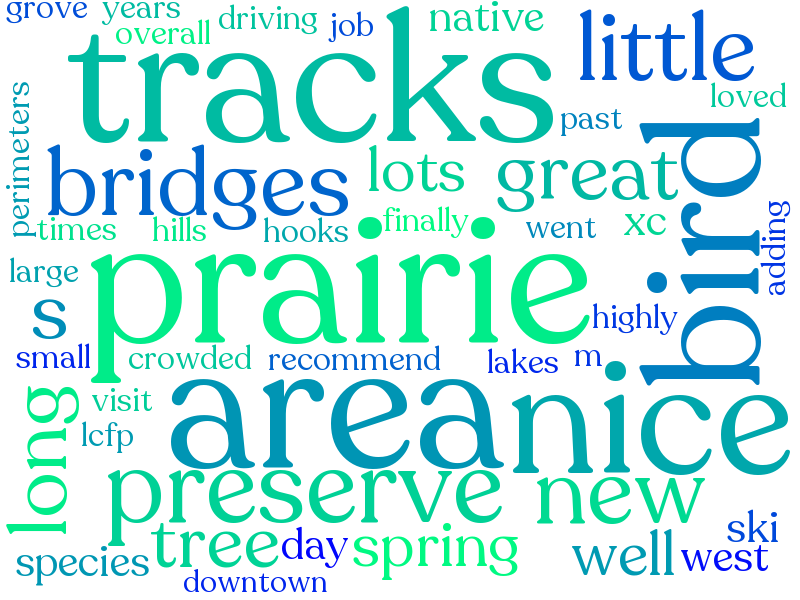 grove years driving job native
overall
tracks little
loved
past
perimeters
bridges lots great bird
times hills hooks finally went xc
adding
large s prairie highly
small crowded recommend lakes m
visit area nice
lcfp
long preserve new
tree day spring ski
species well west
downtown